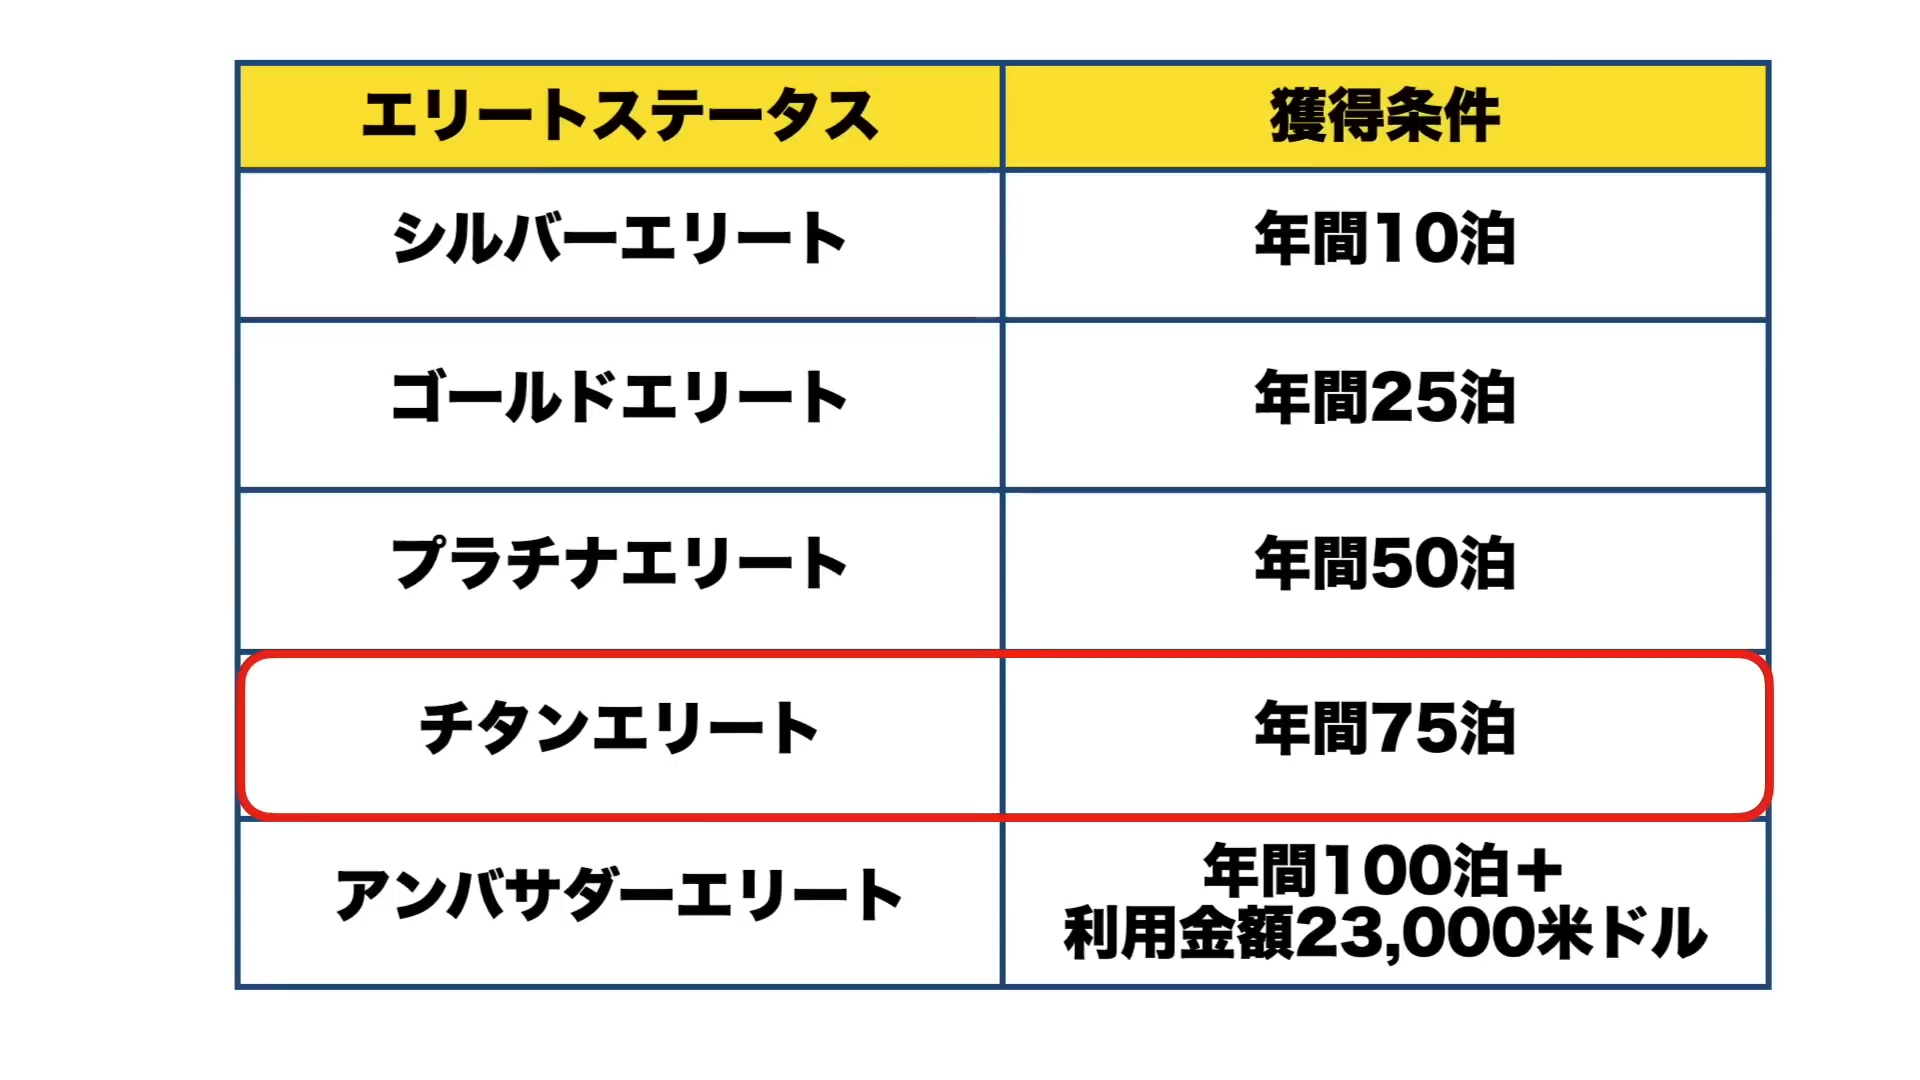 エリートステータス
獲得条件
シルバーエリート
年間10泊
ゴールドエリート
年間25泊
プラチナエリート
年間50泊
チタンエリート
年間75泊
アンバサダーエリート
年間100泊＋
利用金額23,000米ドル